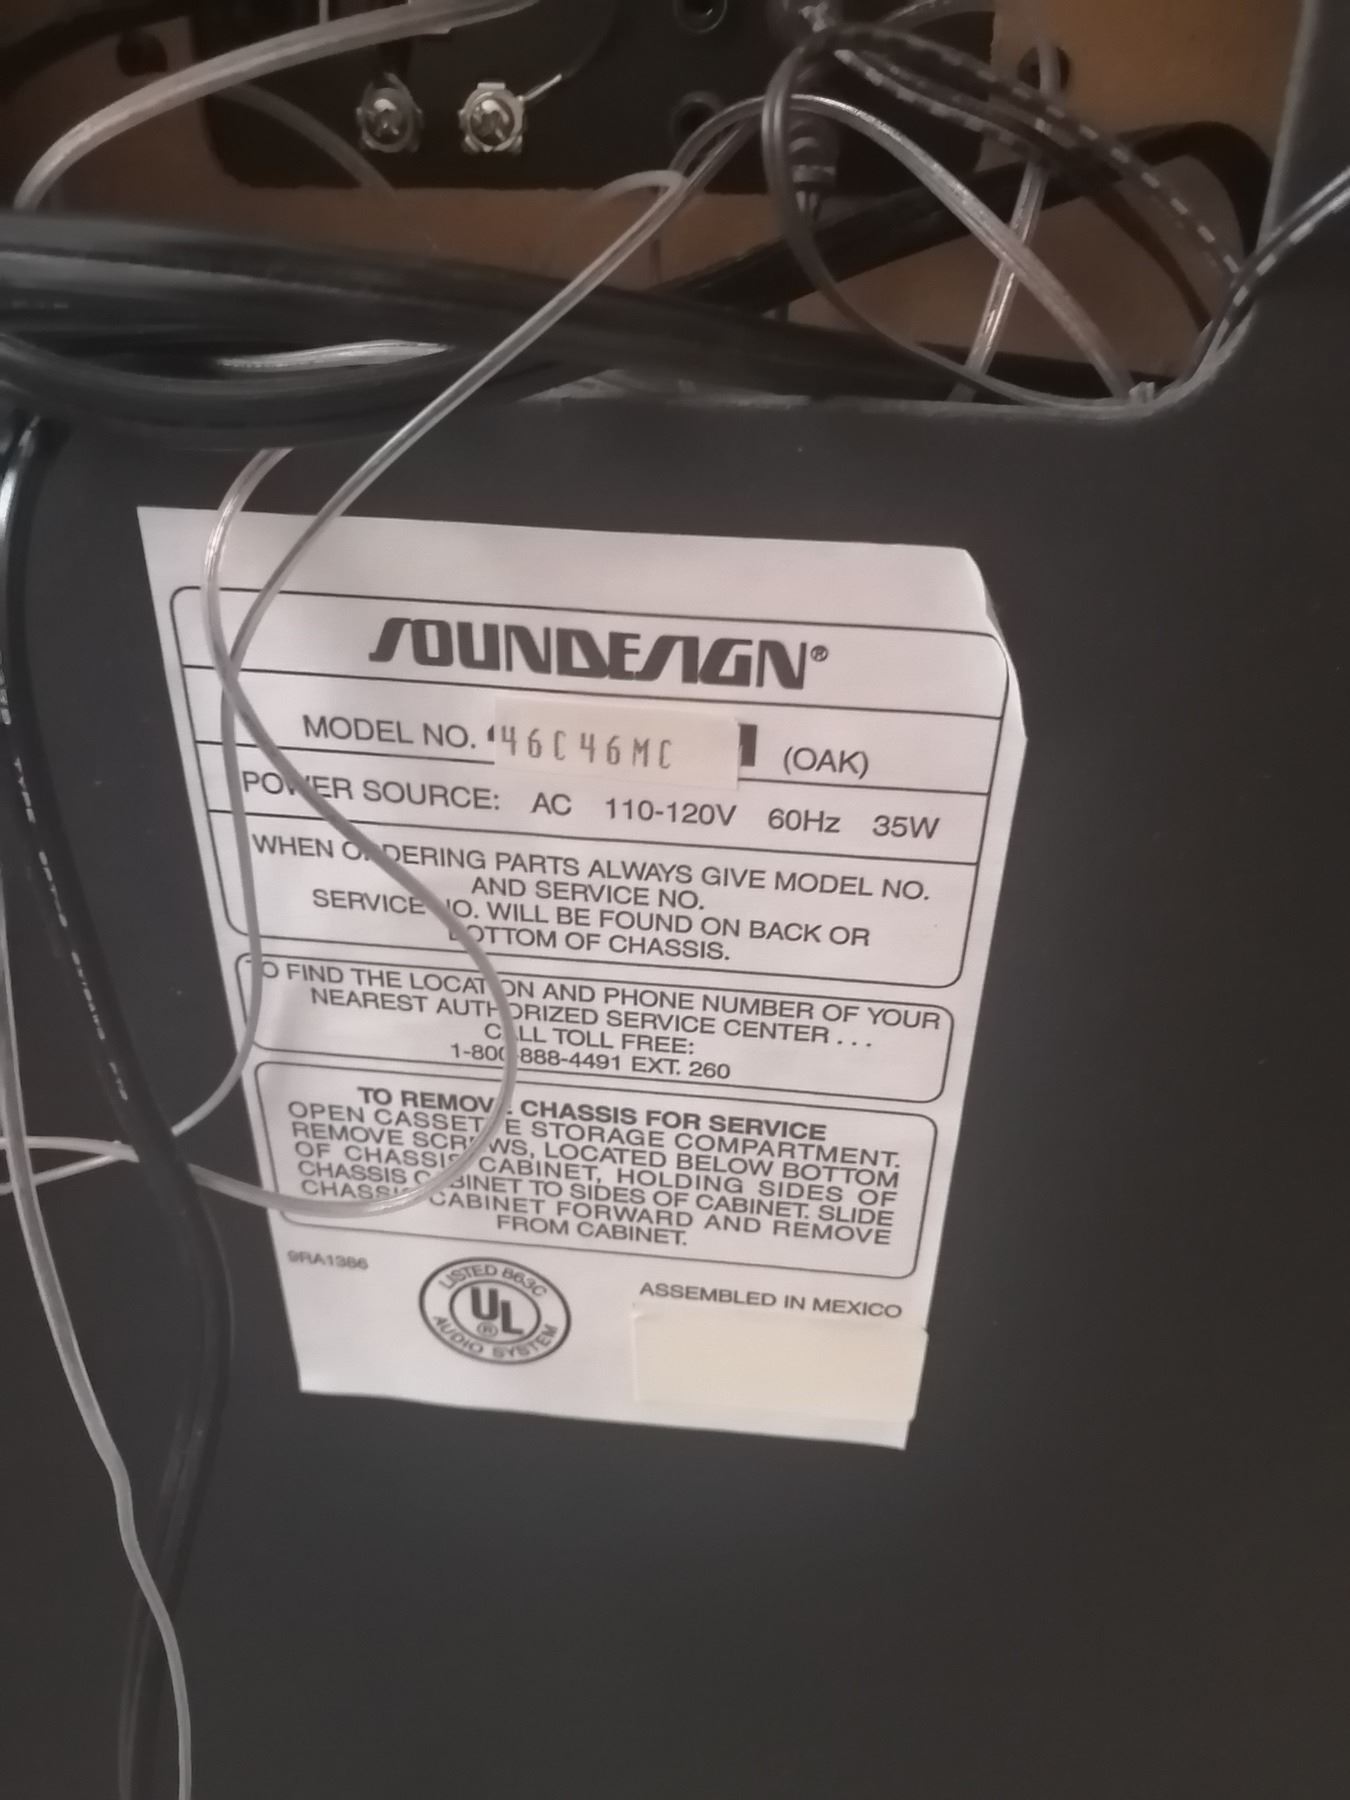 SOUNDESIGN®
MODEL NO. 46C46MC (OAK)
POWER SOURCE: AC 110-120V 60Hz 35W
WHEN ORDERING PARTS ALWAYS GIVE MODEL NO.
AND SERVICE NO.
SERVICE NO. WILL BE FOUND ON BACK OR
BOTTOM OF CHASSIS.
TO FIND THE LOCATION AND PHONE NUMBER OF YOUR
NEAREST AUTHORIZED SERVICE CENTER . . .
CALL TOLL FREE:
1-800-888-4491 EXT. 260
TO REMOVE CHASSIS FOR SERVICE
OPEN CASSETTE STORAGE COMPARTMENT.
REMOVE SCREWS, LOCATED BELOW BOTTOM
OF CHASSIS CABINET, HOLDING SIDES OF
CHASSIS CABINET TO SIDES OF CABINET. SLIDE
CHASSIS CABINET FORWARD AND REMOVE
FROM CABINET.
9RA1386
LISTED 863C
UL®
AUDIO SYSTEM
ASSEMBLED IN MEXICO
TYPE